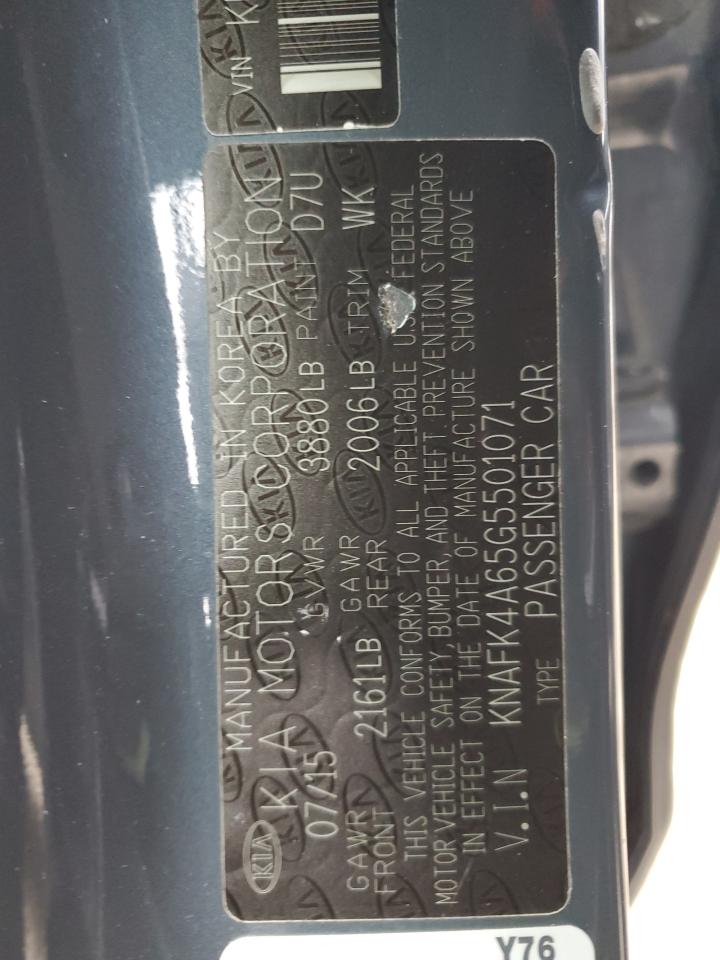 VIN K
MANUFACTURED IN KOREA BY
KIA KIA MOTORS CORPORATION
07/15 GVWR 3880LB PAINT D7U
GAWR FRONT 2161LB GAWR REAR 2006LB TRIM WK
THIS VEHICLE CONFORMS TO ALL APPLICABLE U.S. FEDERAL
MOTOR VEHICLE SAFETY, BUMPER, AND THEFT PREVENTION STANDARDS
IN EFFECT ON THE DATE OF MANUFACTURE SHOWN ABOVE
V.I.N KNAFK4A65G5501071
TYPE PASSENGER CAR
Y76